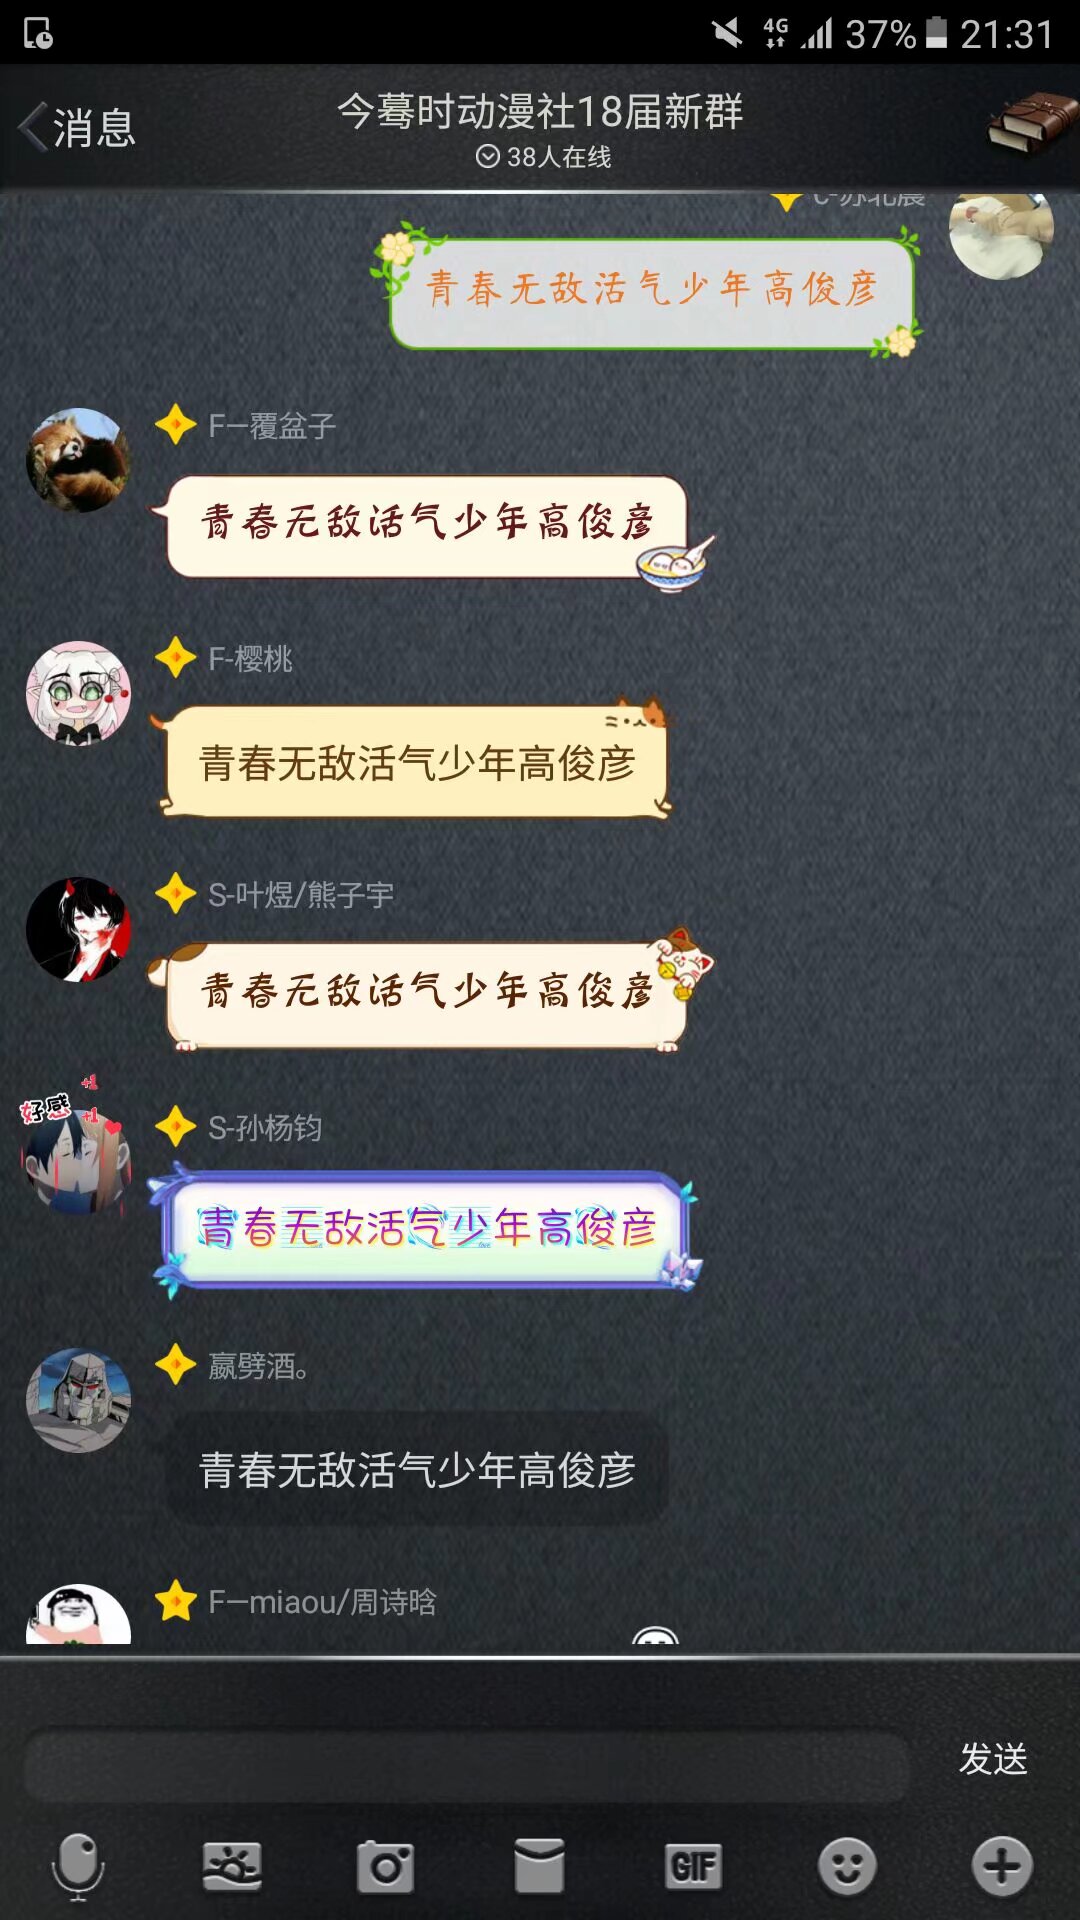 4G 37% 21:31
消息
今蓦时动漫社18届新群
38人在线
C-苏北晨
青春无敌活气少年高俊彦
F—覆盆子
青春无敌活气少年高俊彦
F-樱桃
青春无敌活气少年高俊彦
S-叶煜/熊子宇
青春无敌活气少年高俊彦
好感 +1 +1
S-孙杨钧
青春无敌活气少年高俊彦
嬴劈酒。
青春无敌活气少年高俊彦
F—miaou/周诗晗
发送
GIF